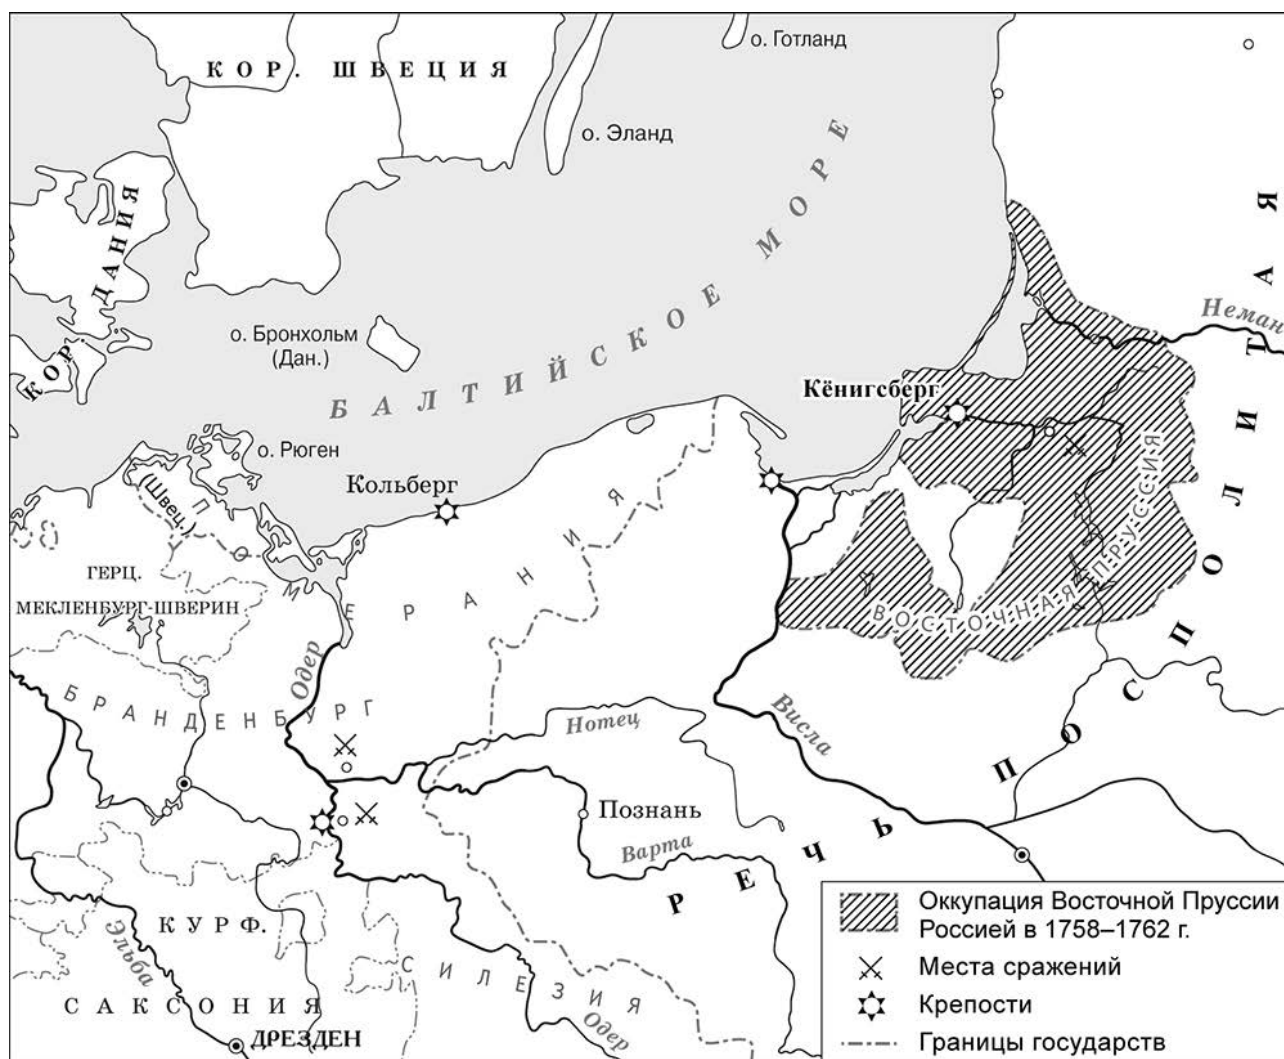 КОР. ШВЕЦИЯ
о. Готланд
о. Эланд
КОР. ДАНИЯ
БАЛТИЙСКОЕ МОРЕ
о. Бронхольм
(Дан.)
Неман
Кёнигсберг
о. Рюген
(Швец.)
Кольберг
ПОМЕРАНИЯ
ВОСТОЧНАЯ ПРУССИЯ
ГЕРЦ.
МЕКЛЕНБУРГ-ШВЕРИН
Одер
БРАНДЕНБУРГ
Нотец
Висла
Познань
Варта
РЕЧЬ ПОСПОЛИТАЯ
КУРФ.
САКСОНИЯ
Эльба
СИЛЕЗИЯ
Одер
ДРЕЗДЕН
Оккупация Восточной Пруссии
Россией в 1758–1762 г.
Места сражений
Крепости
Границы государств